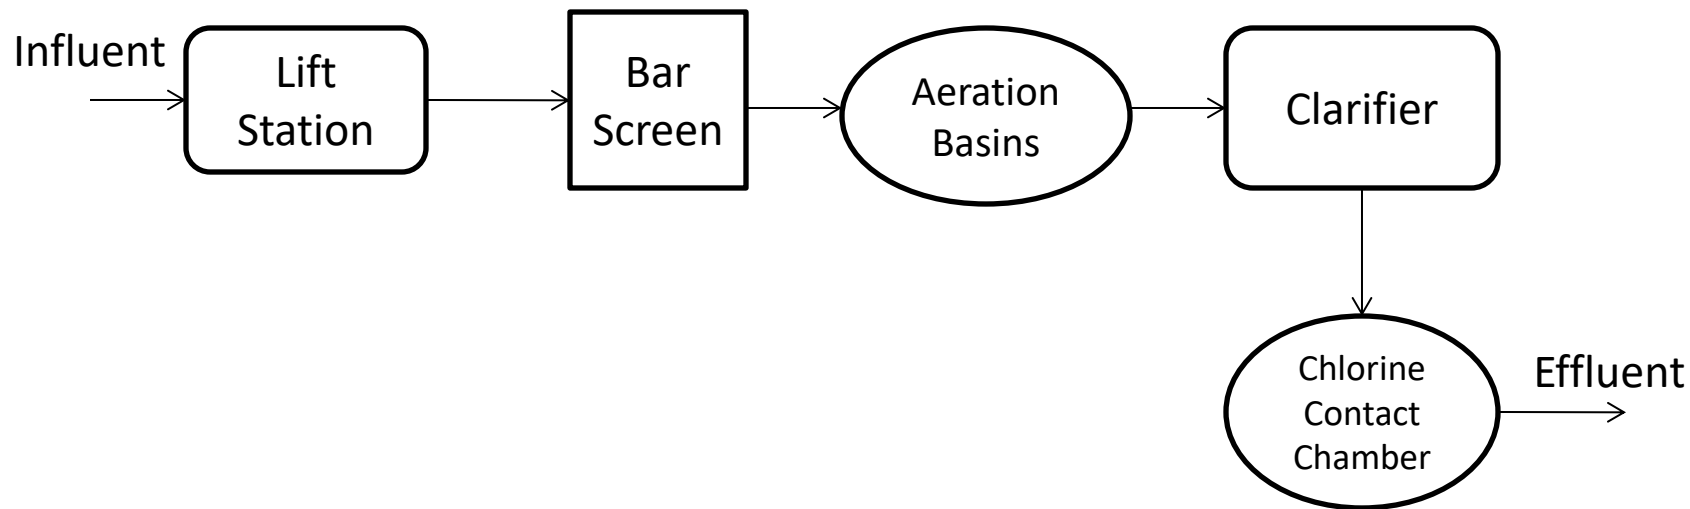 Influent
Lift
Station
Bar
Screen
Aeration
Basins
Clarifier
Chlorine
Contact
Chamber
Effluent